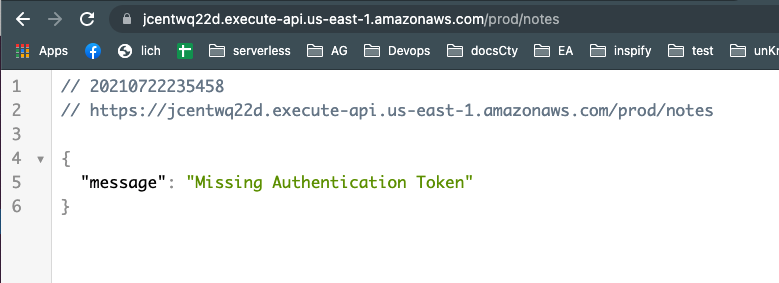 jcentwq22d.execute-api.us-east-1.amazonaws.com/prod/notes
Apps lich serverless AG Devops docsCty EA inspify test
1 // 20210722235458
2 // https://jcentwq22d.execute-api.us-east-1.amazonaws.com/prod/notes
3
4 {
5 "message": "Missing Authentication Token"
6 }